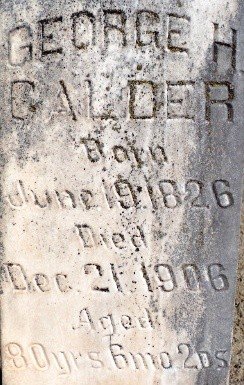 GEORGE H
CALDER
Born
June 19. 1826
Died
Dec. 21. 1906
Aged
80 yrs. 6 mo. 2 ds